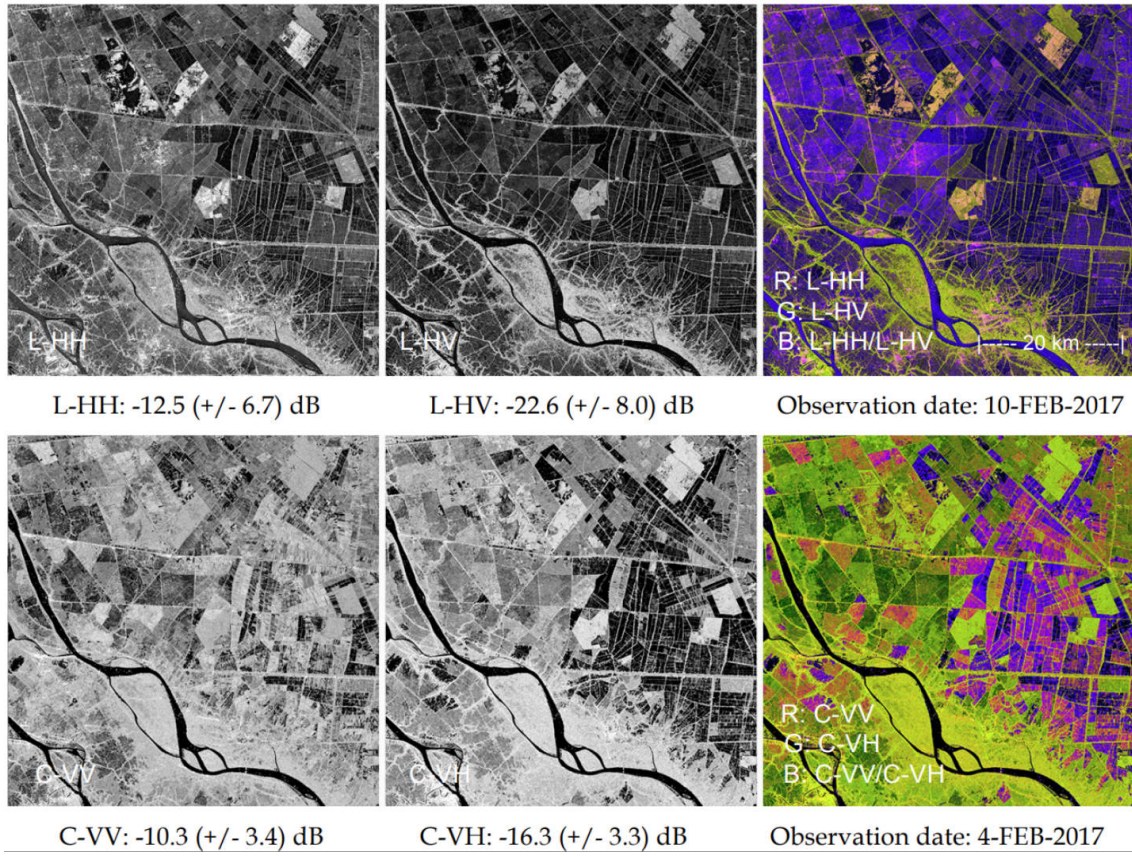 L-HH
L-HV
R: L-HH
G: L-HV
B: L-HH/L-HV
|----- 20 km -----|
L-HH: -12.5 (+/- 6.7) dB
L-HV: -22.6 (+/- 8.0) dB
Observation date: 10-FEB-2017
C-VV
C-VH
R: C-VV
G: C-VH
B: C-VV/C-VH
C-VV: -10.3 (+/- 3.4) dB
C-VH: -16.3 (+/- 3.3) dB
Observation date: 4-FEB-2017